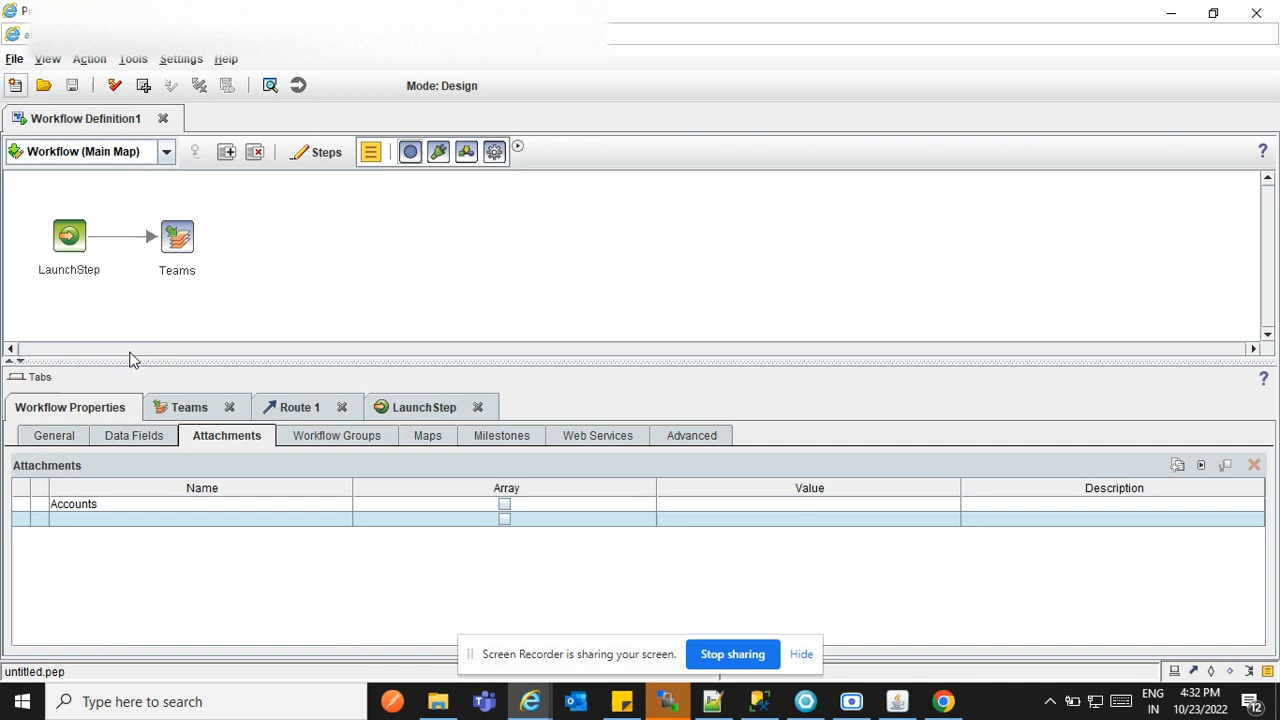 P
a
File View Action Tools Settings Help
Mode: Design
Workflow Definition1
Workflow (Main Map) Steps ?
LaunchStep Teams
Tabs ?
Workflow Properties Teams Route 1 LaunchStep
General Data Fields Attachments Workflow Groups Maps Milestones Web Services Advanced
Attachments
Name Array Value Description
Accounts
Screen Recorder is sharing your screen. Stop sharing Hide
untitled.pep
Type here to search
ENG 4:32 PM
IN 10/23/2022 12